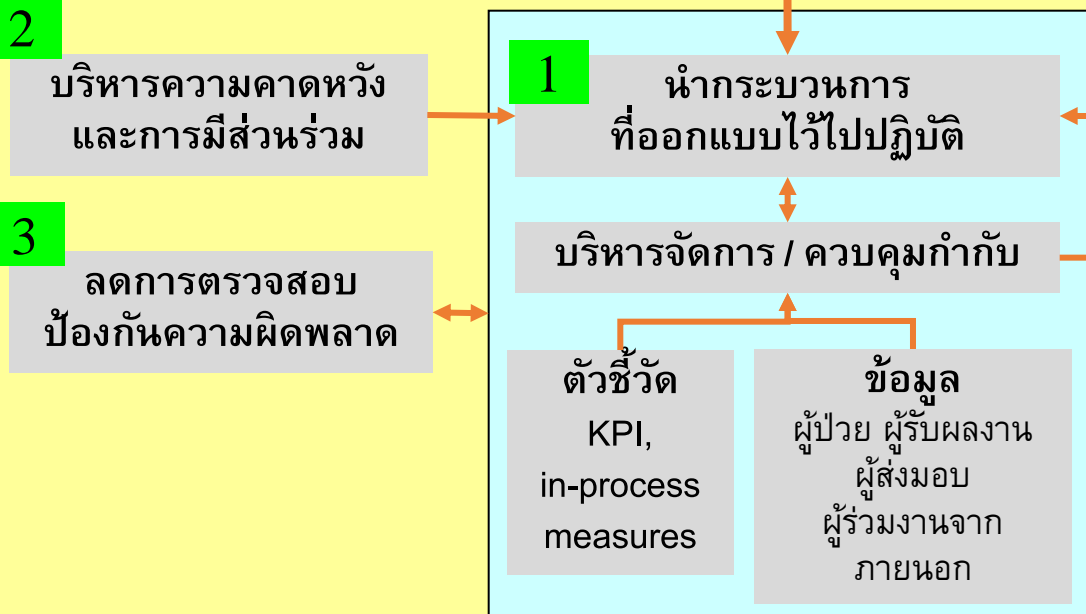 2
บริหารความคาดหวัง
และการมีส่วนร่วม
1
นำกระบวนการ
ที่ออกแบบไว้ไปปฏิบัติ
3
ลดการตรวจสอบ
ป้องกันความผิดพลาด
บริหารจัดการ / ควบคุมกำกับ
ตัวชี้วัด
KPI,
in-process
measures
ข้อมูล
ผู้ป่วย ผู้รับผลงาน
ผู้ส่งมอบ
ผู้ร่วมงานจาก
ภายนอก